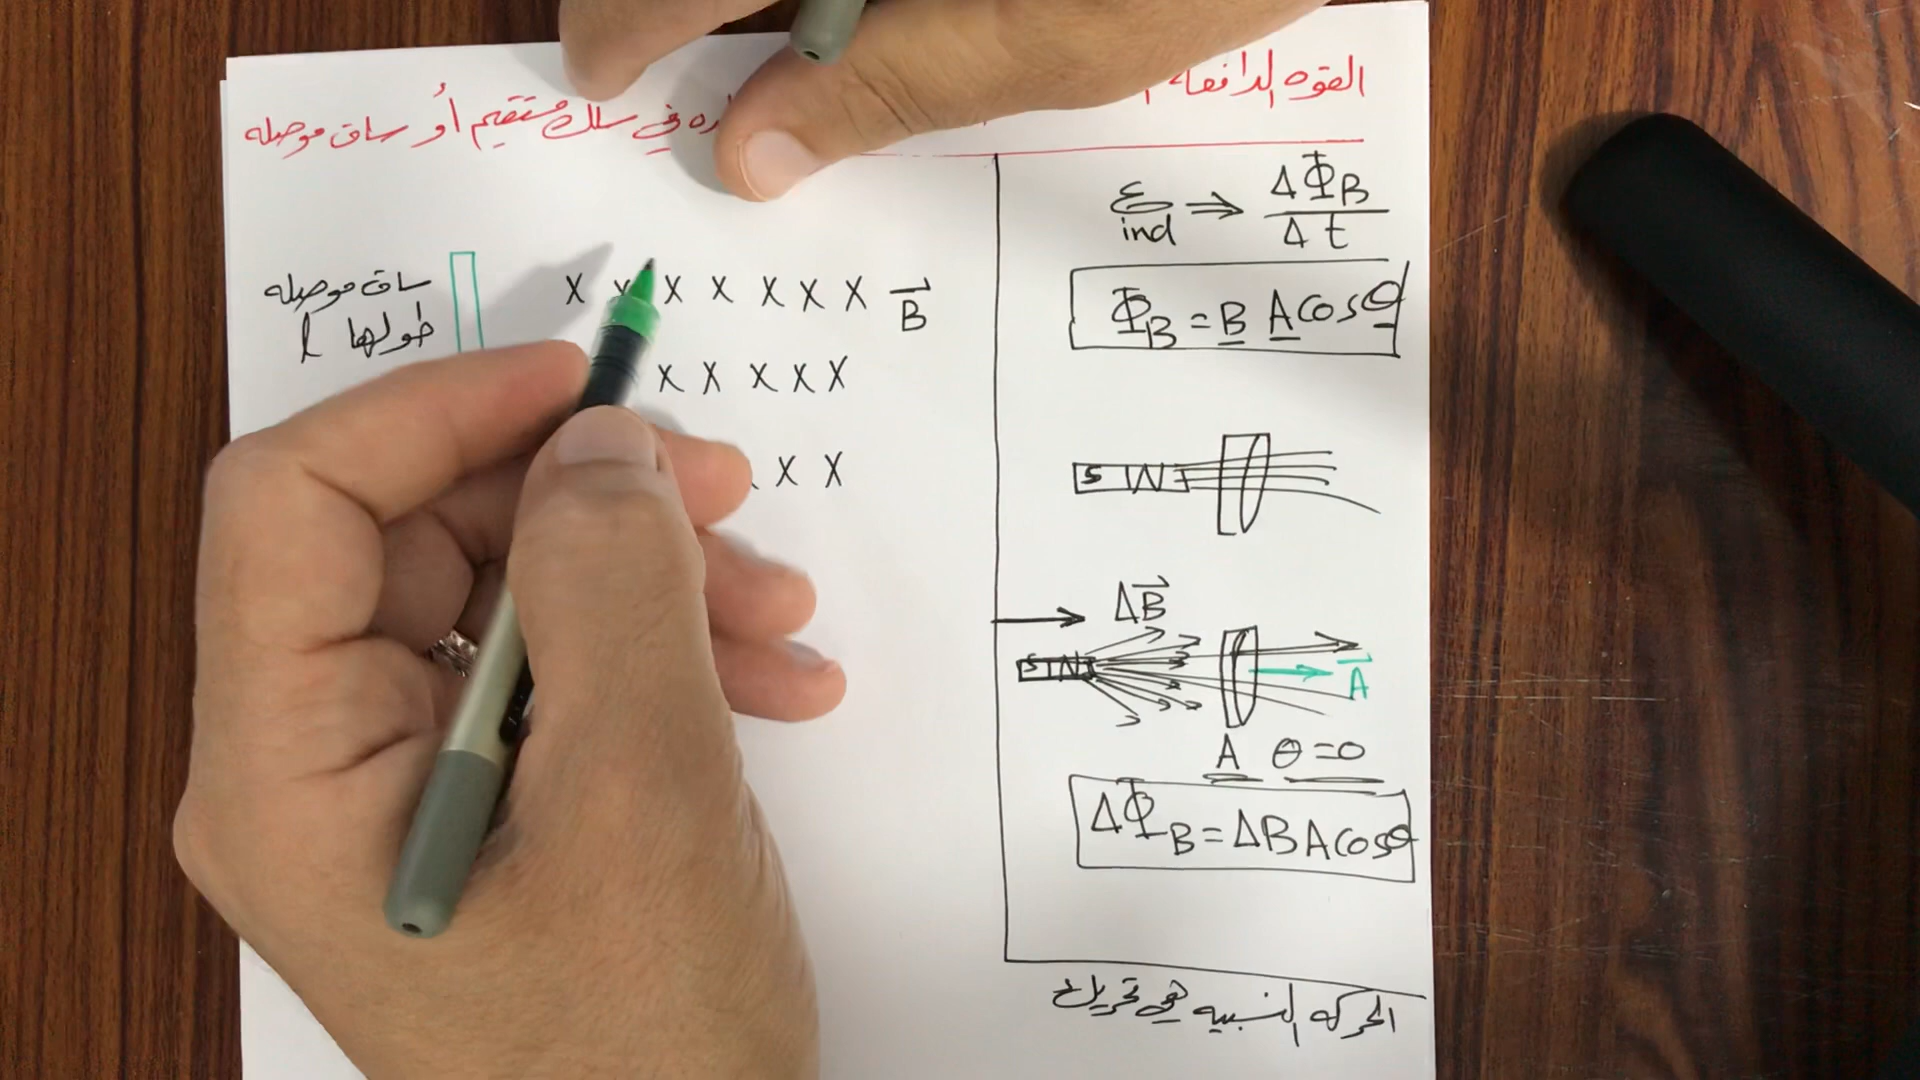 القوه الدافعه
في سلك مستقيم أو ساق موصله
ε ind ⇒ ΔΦB / Δt
ΦB = B A cosθ
ساق موصله
طولها l
X X X X X X X B⃗
X X X X X
X X
S N
ΔB⃗
S N
A⃗
A θ=0
ΔΦB = ΔB A cosθ
الحركه النسبيه هي تحريك